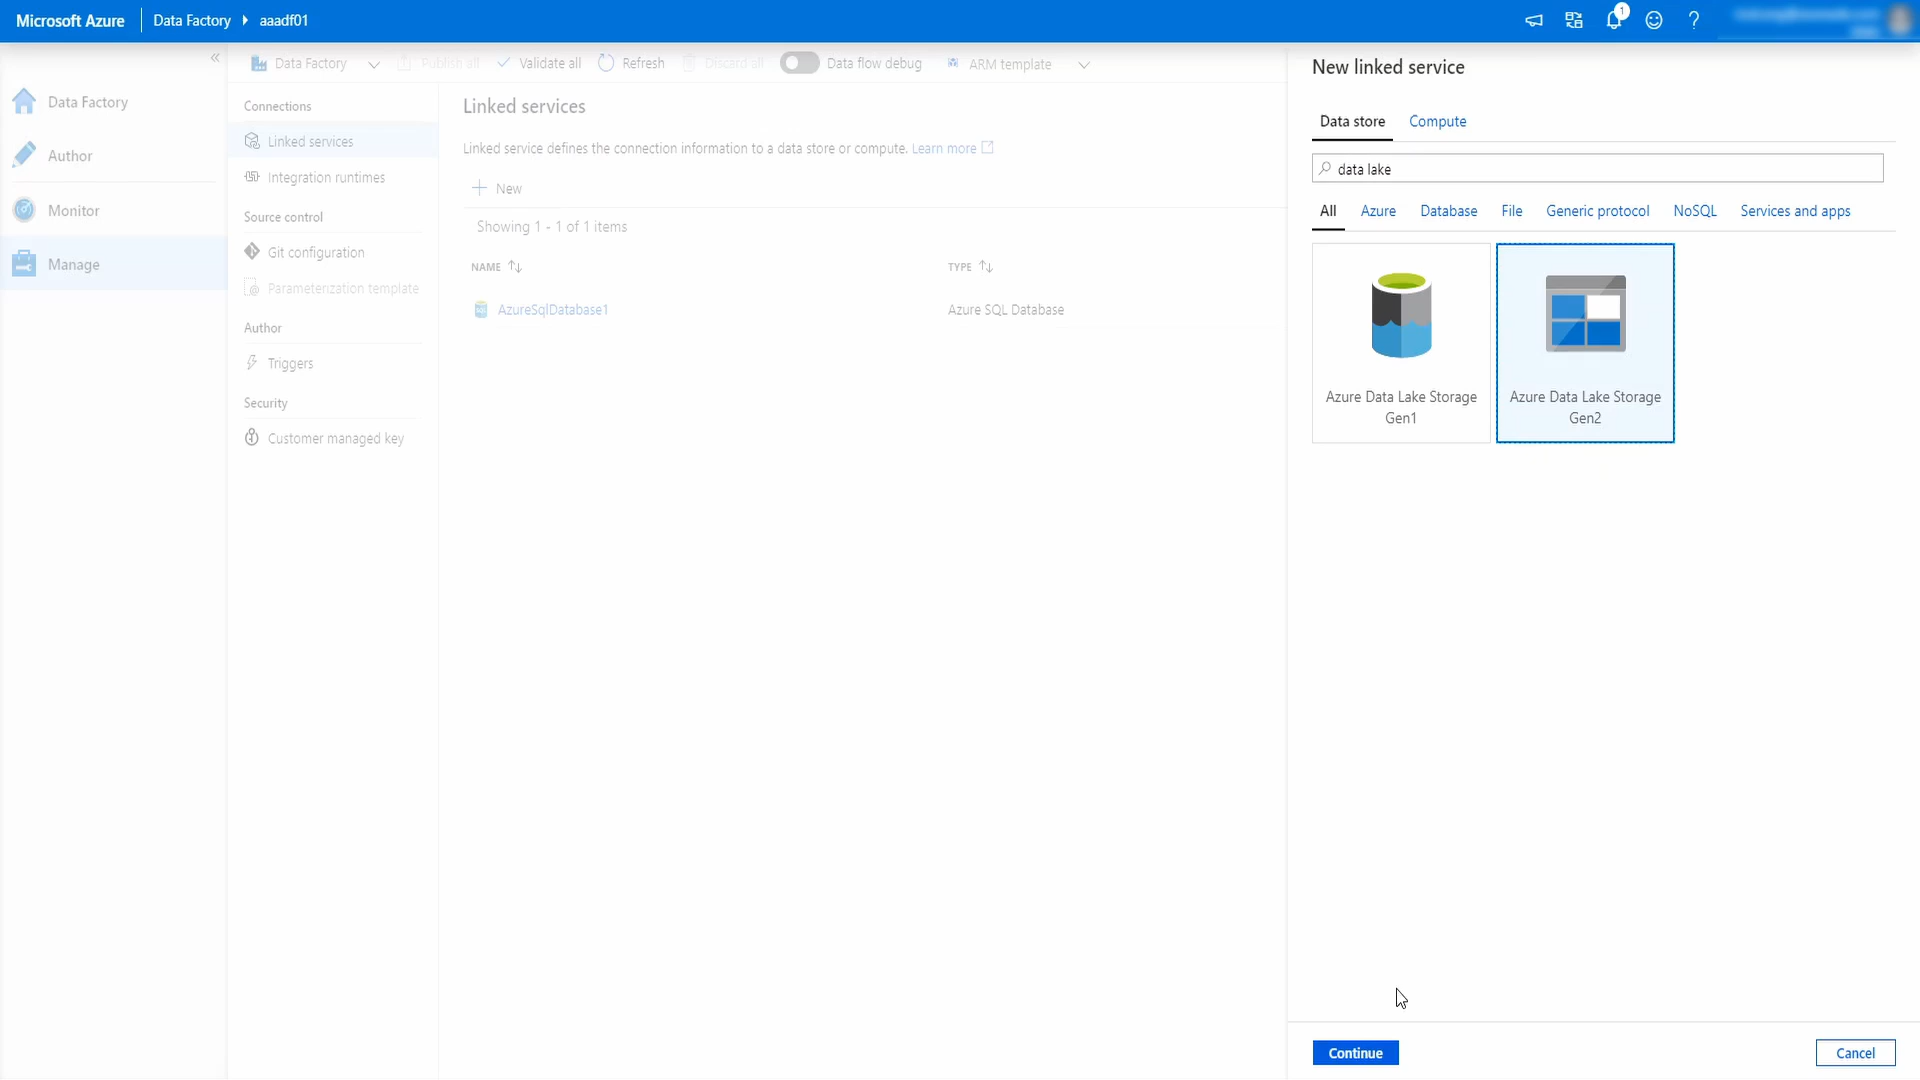 Microsoft Azure
Data Factory
aaadf01
1
Data Factory
Author
Monitor
Manage
Data Factory
Publish all
Validate all
Refresh
Discard all
Data flow debug
ARM template
Connections
Linked services
Integration runtimes
Source control
Git configuration
Parameterization template
Author
Triggers
Security
Customer managed key
Linked services
Linked service defines the connection information to a data store or compute. Learn more
New
Showing 1 - 1 of 1 items
NAME
TYPE
AzureSqlDatabase1
Azure SQL Database
New linked service
Data store
Compute
data lake
All
Azure
Database
File
Generic protocol
NoSQL
Services and apps
Azure Data Lake Storage
Gen1
Azure Data Lake Storage
Gen2
Continue
Cancel